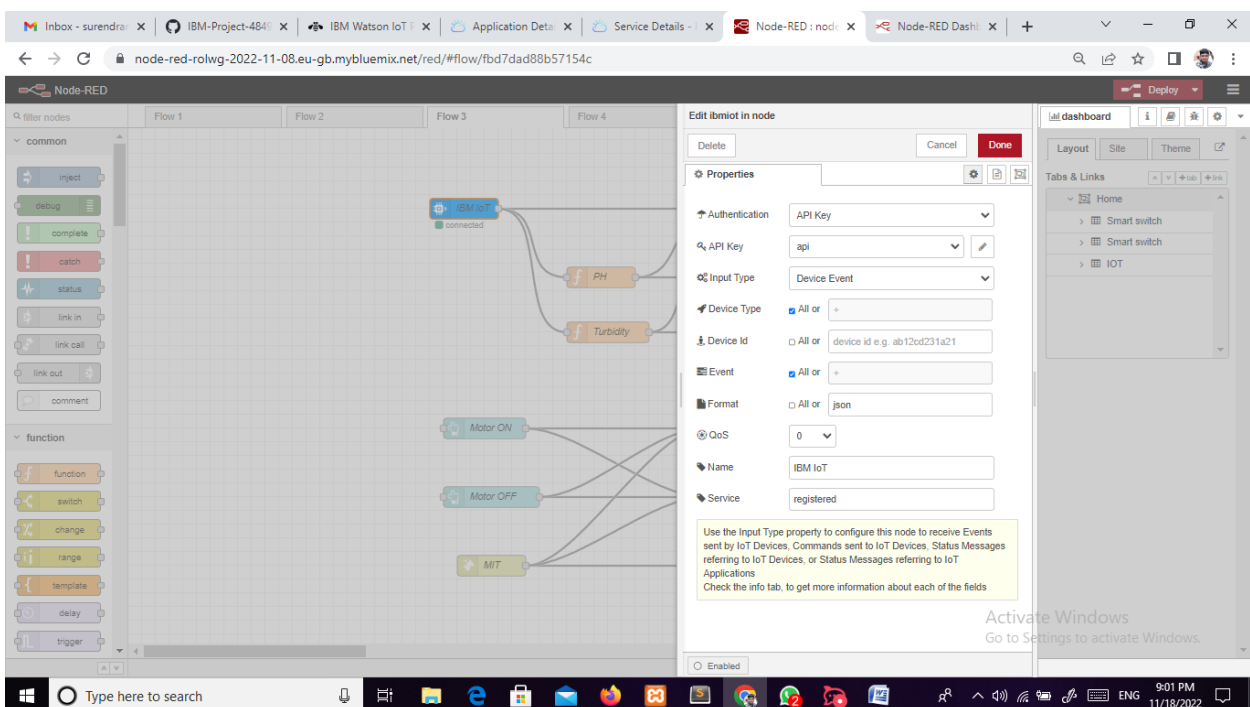 Inbox - surendra
IBM-Project-4849
IBM Watson IoT P
Application Deta
Service Details - I
Node-RED : node
Node-RED Dashb
node-red-rolwg-2022-11-08.eu-gb.mybluemix.net/red/#flow/fbd7dad88b57154c
Node-RED
Deploy
filter nodes
common
inject
debug
complete
catch
status
link in
link call
link out
comment
function
function
switch
change
range
template
delay
trigger
Flow 1
Flow 2
Flow 3
Flow 4
IBM IoT
connected
PH
Turbidity
Motor ON
Motor OFF
MIT
Edit ibmiot in node
Delete
Cancel
Done
Properties
Authentication
API Key
API Key
api
Input Type
Device Event
Device Type
All or
+
Device Id
All or
device id e.g. ab12cd231a21
Event
All or
+
Format
All or
json
QoS
0
Name
IBM IoT
Service
registered
Use the Input Type property to configure this node to receive Events
sent by IoT Devices, Commands sent to IoT Devices, Status Messages
referring to IoT Devices, or Status Messages referring to IoT
Applications
Check the info tab, to get more information about each of the fields
Enabled
dashboard
i
Layout
Site
Theme
Tabs & Links
+tab
+link
Home
Smart switch
Smart switch
IOT
Activate Windows
Go to Settings to activate Windows.
Type here to search
2
ENG
9:01 PM
11/18/2022